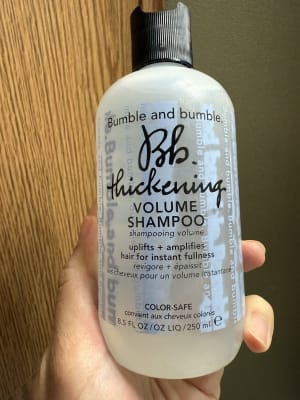 Bumble and bumble.
Bb.
thickening
VOLUME
SHAMPOO
shampooing volume
uplifts + amplifies
hair for instant fullness
revigore + épaissit
cheveux pour un volume instantané
COLOR-SAFE
convient aux cheveux colorés
8.5 FL/OZ/OZ LIQ/250 ml e